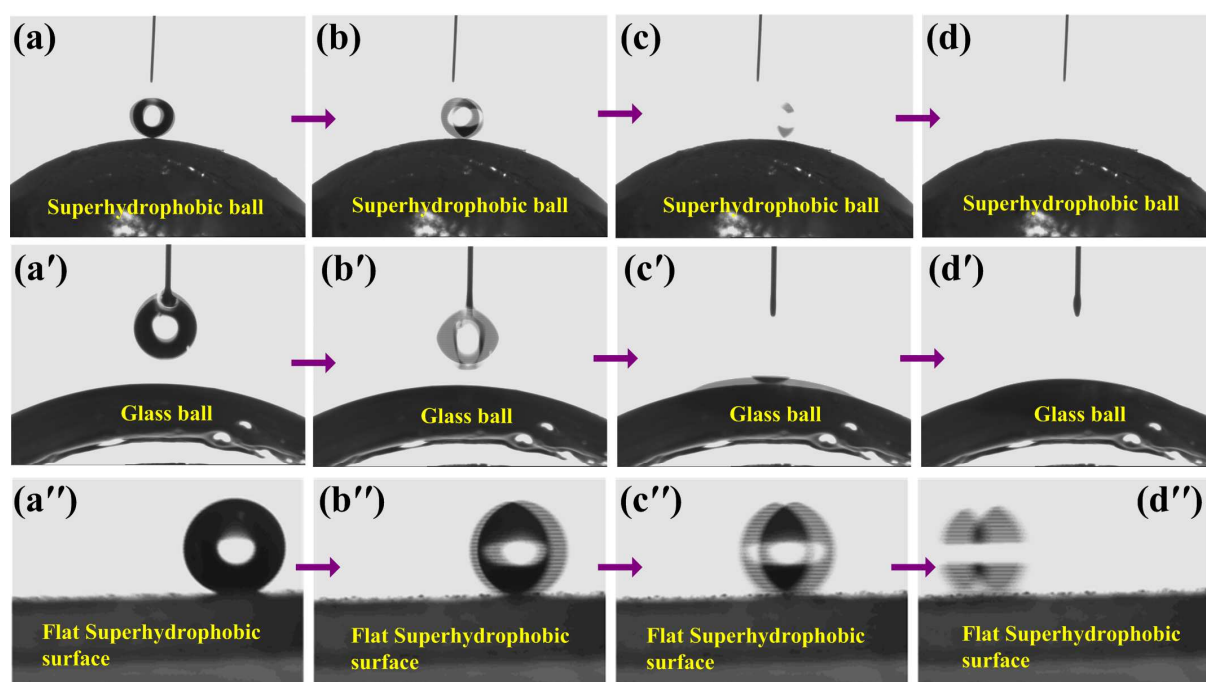 (a)
(b)
(c)
(d)
Superhydrophobic ball
Superhydrophobic ball
Superhydrophobic ball
Superhydrophobic ball
(a′)
(b′)
(c′)
(d′)
Glass ball
Glass ball
Glass ball
Glass ball
(a″)
(b″)
(c″)
(d″)
Flat Superhydrophobic
surface
Flat Superhydrophobic
surface
Flat Superhydrophobic
surface
Flat Superhydrophobic
surface